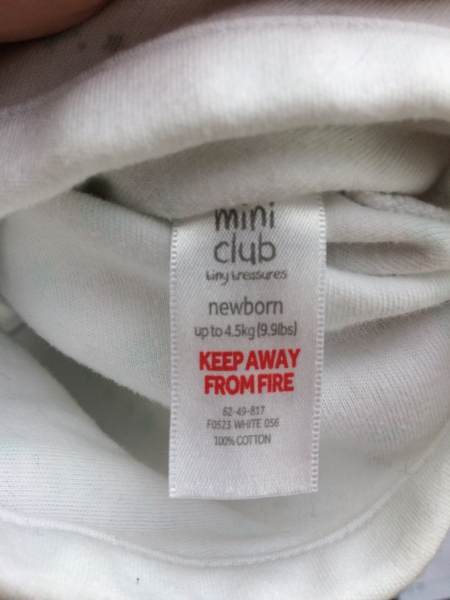 mini
club
tiny treasures
newborn
up to 4.5kg (9.9lbs)
KEEP AWAY
FROM FIRE
62-49-817
F0523 WHITE 056
100% COTTON